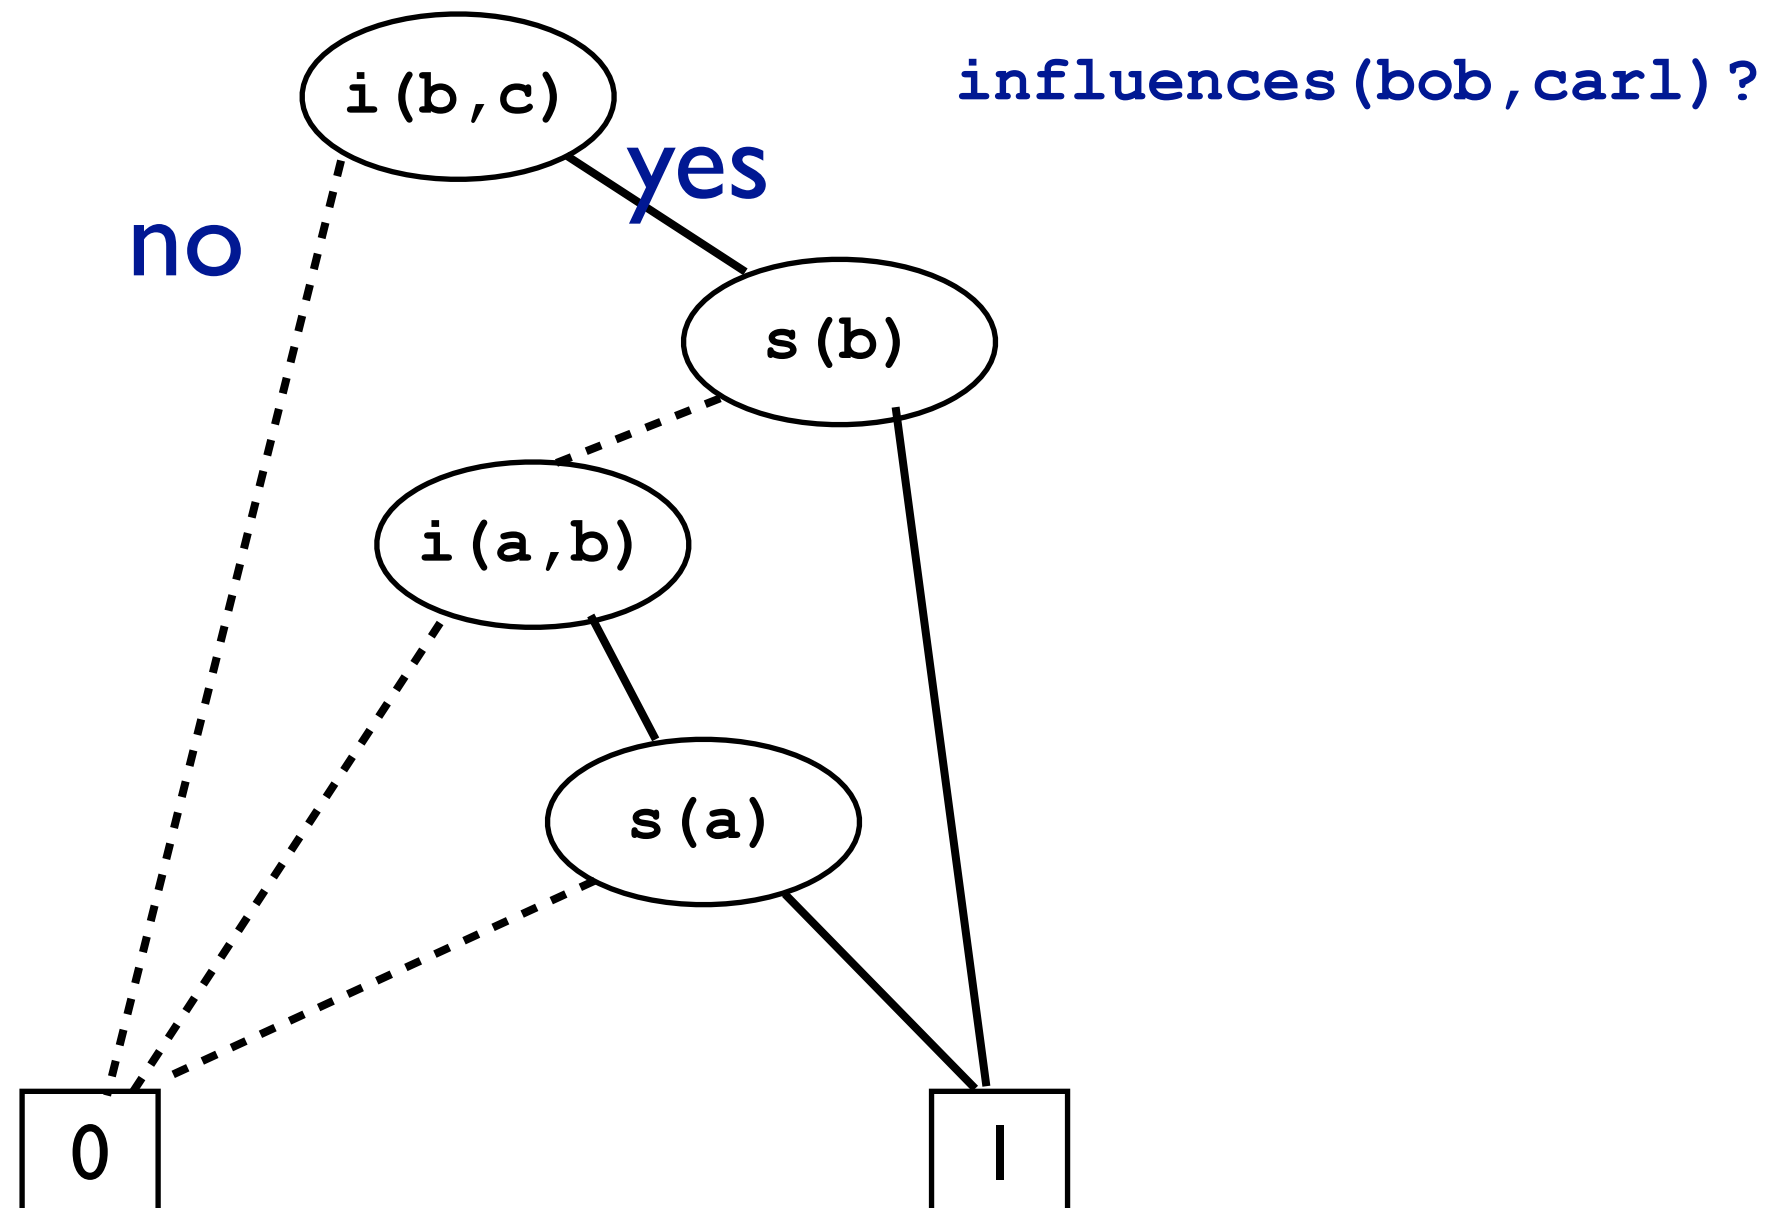 i(b,c)
influences(bob,carl)?
yes
no
s(b)
i(a,b)
s(a)
0
1